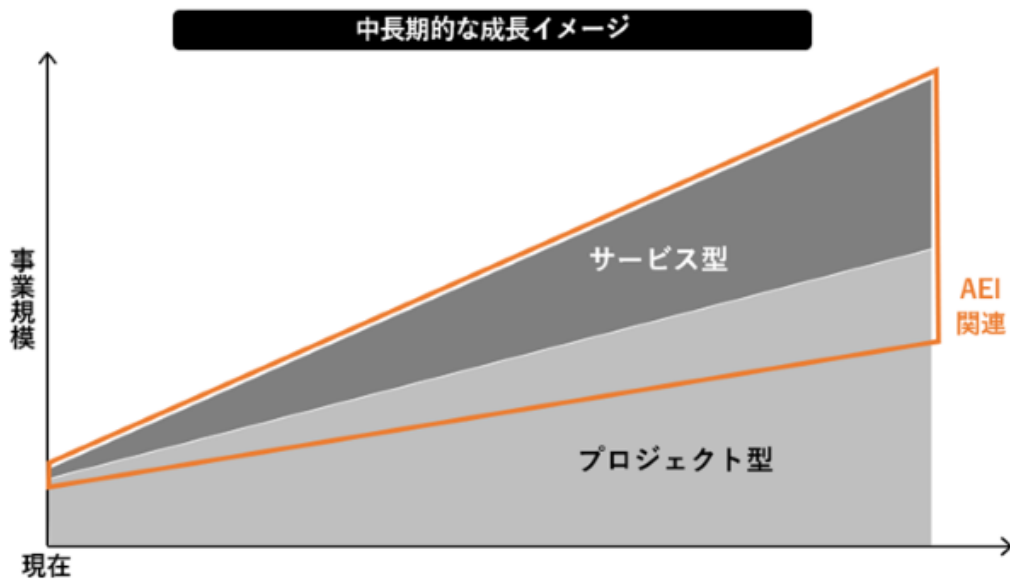 中長期的な成長イメージ
事業規模
サービス型
AEI
関連
プロジェクト型
現在